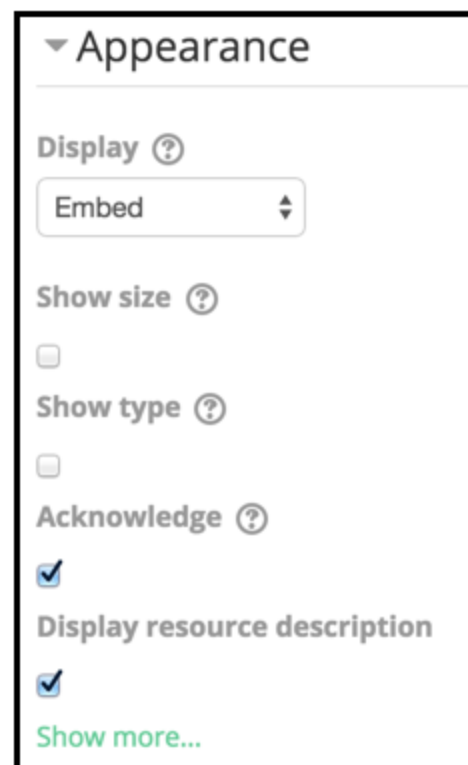 Appearance
Display
Embed
Show size
Show type
Acknowledge
Display resource description
Show more...